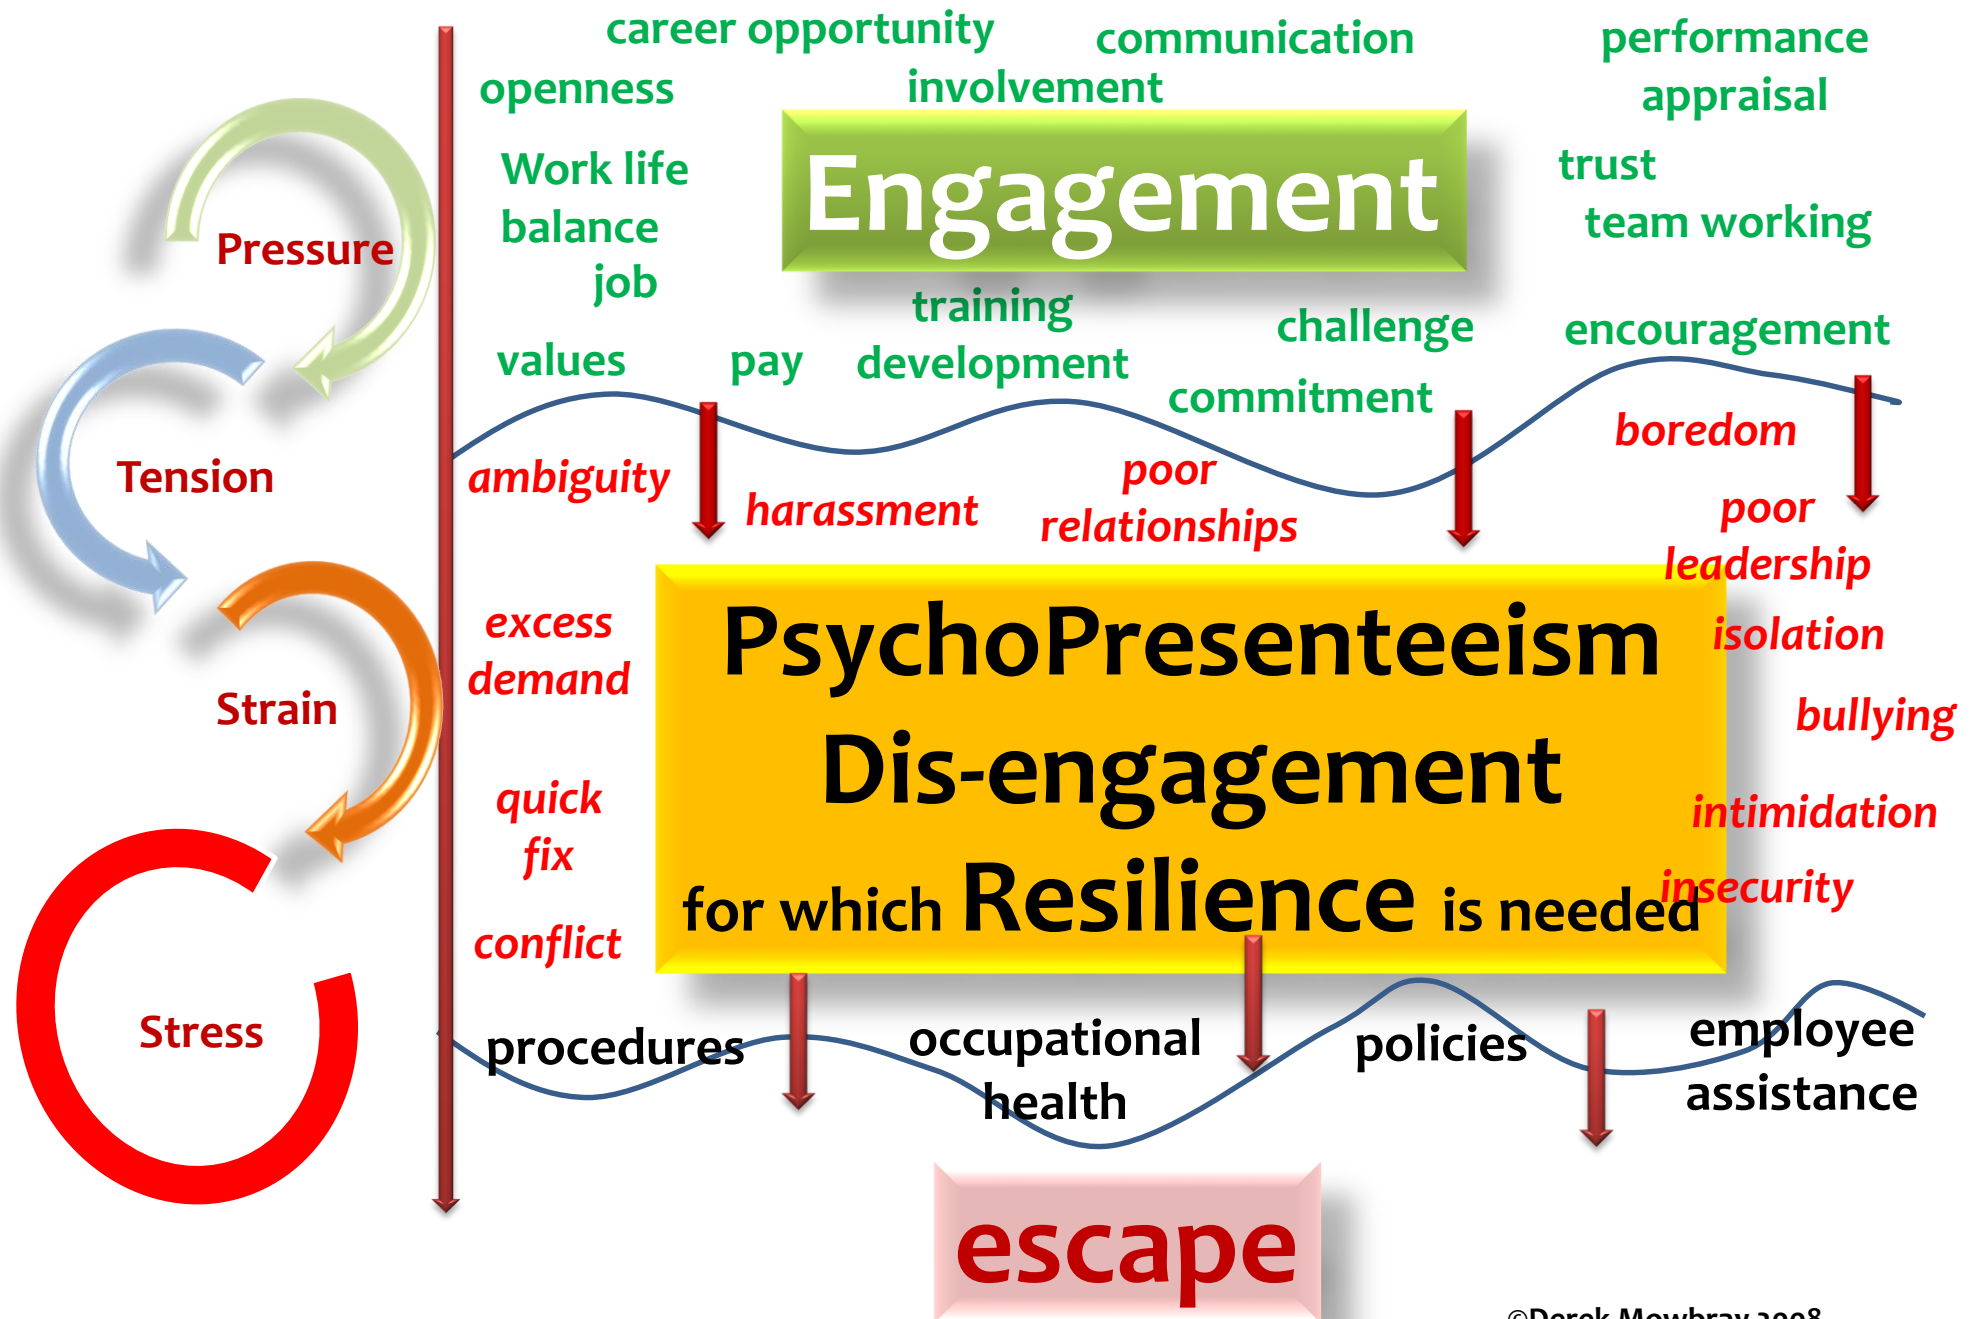 career opportunity
communication
performance
appraisal
openness
involvement
Engagement
Work life
balance
job
trust
team working
Pressure
training
development
challenge
encouragement
values
pay
commitment
Tension
ambiguity
harassment
poor
relationships
boredom
poor
leadership
isolation
bullying
intimidation
insecurity
excess
demand
Strain
quick
fix
conflict
PsychoPresenteeism
Dis-engagement
for which Resilience is needed
Stress
procedures
occupational
health
policies
employee
assistance
escape
©Derek Mowbray 2008